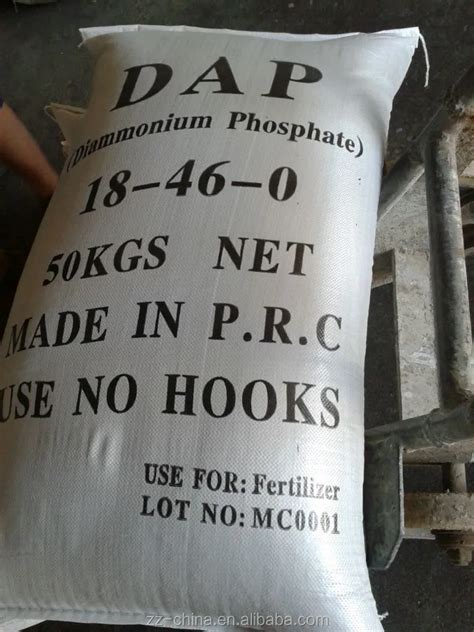 DAP
(Diammonium Phosphate)
18-46-0
50KGS NET
MADE IN P.R.C
USE NO HOOKS
USE FOR: Fertilizer
LOT NO: MC0001
zz-china.en.alibaba.com